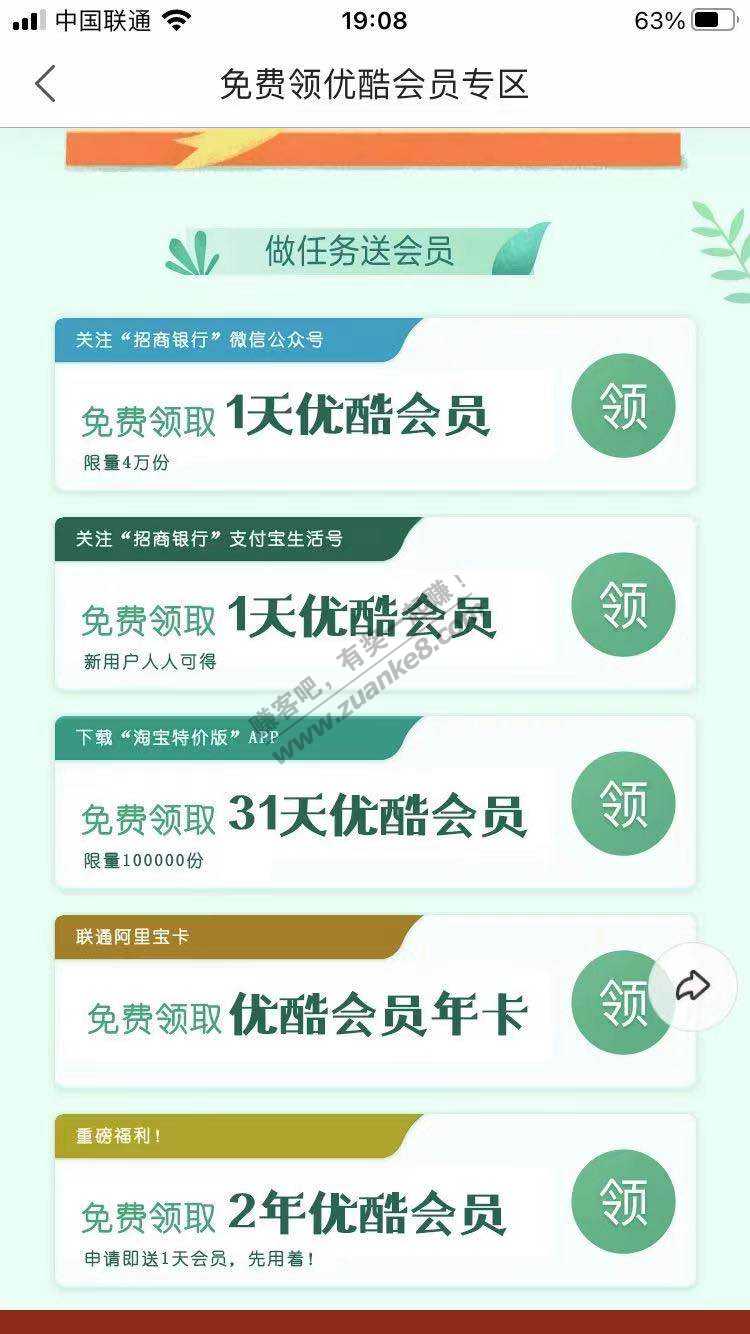 中国联通
19:08
63%
免费领优酷会员专区
做任务送会员
关注“招商银行”微信公众号
免费领取 1天优酷会员
领
限量4万份
关注“招商银行”支付宝生活号
免费领取 1天优酷会员
领
新用户人人可得
赚客吧，有奖一起赚！
www.zuanke8.com
下载“淘宝特价版”APP
免费领取 31天优酷会员
领
限量100000份
联通阿里宝卡
免费领取 优酷会员年卡
领
重磅福利！
免费领取 2年优酷会员
领
申请即送1天会员，先用着！